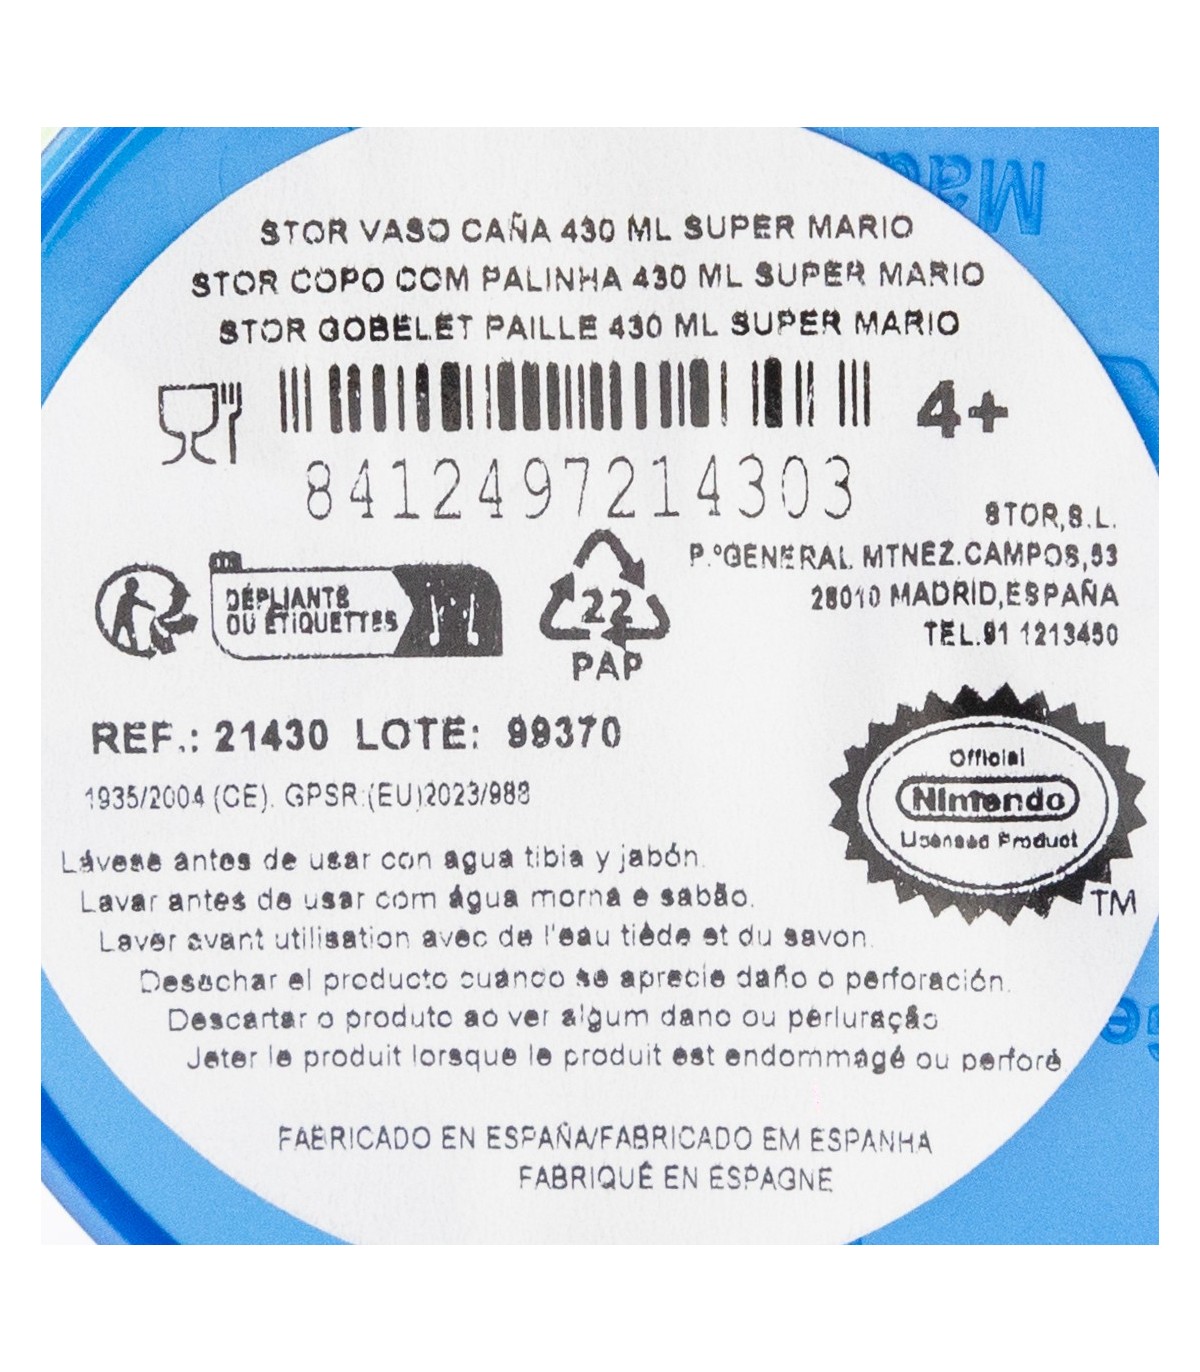 STOR VASO CAÑA 430 ML SUPER MARIO
STOR COPO COM PALINHA 430 ML SUPER MARIO
STOR GOBELET PAILLE 430 ML SUPER MARIO
4+
8412497214303
STOR,S.L.
P.ºGENERAL MTNEZ.CAMPOS,53
28010 MADRID,ESPAÑA
TEL.91 1213450
DÉPLIANTS
OU ÉTIQUETTES
22
PAP
REF.: 21430 LOTE: 99370
1935/2004 (CE). GPSR:(EU)2023/988
Official
Nintendo
Licensed Product
TM
Lávese antes de usar con agua tibia y jabón.
Lavar antes de usar com água morna e sabão.
Laver avant utilisation avec de l'eau tiède et du savon.
Desechar el producto cuando se aprecie daño o perforación.
Descartar o produto ao ver algum dano ou perfuração
Jeter le produit lorsque le produit est endommagé ou perforé.
FABRICADO EN ESPAÑA/FABRICADO EM ESPANHA
FABRIQUÉ EN ESPAGNE